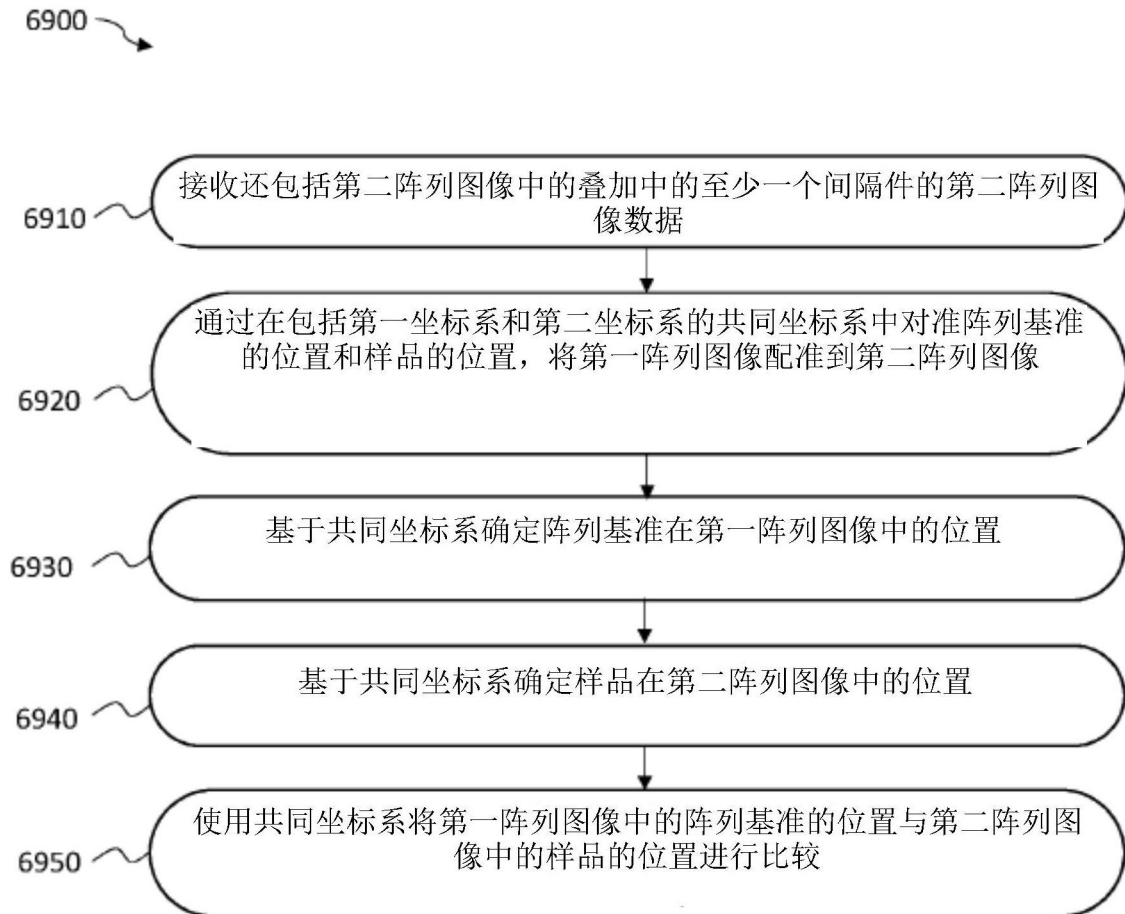 6900
接收还包括第二阵列图像中的叠加中的至少一个间隔件的第二阵列图
像数据
6910
通过在包括第一坐标系和第二坐标系的共同坐标系中对准阵列基准
的位置和样品的位置，将第一阵列图像配准到第二阵列图像
6920
基于共同坐标系确定阵列基准在第一阵列图像中的位置
6930
基于共同坐标系确定样品在第二阵列图像中的位置
6940
使用共同坐标系将第一阵列图像中的阵列基准的位置与第二阵列图
像中的样品的位置进行比较
6950